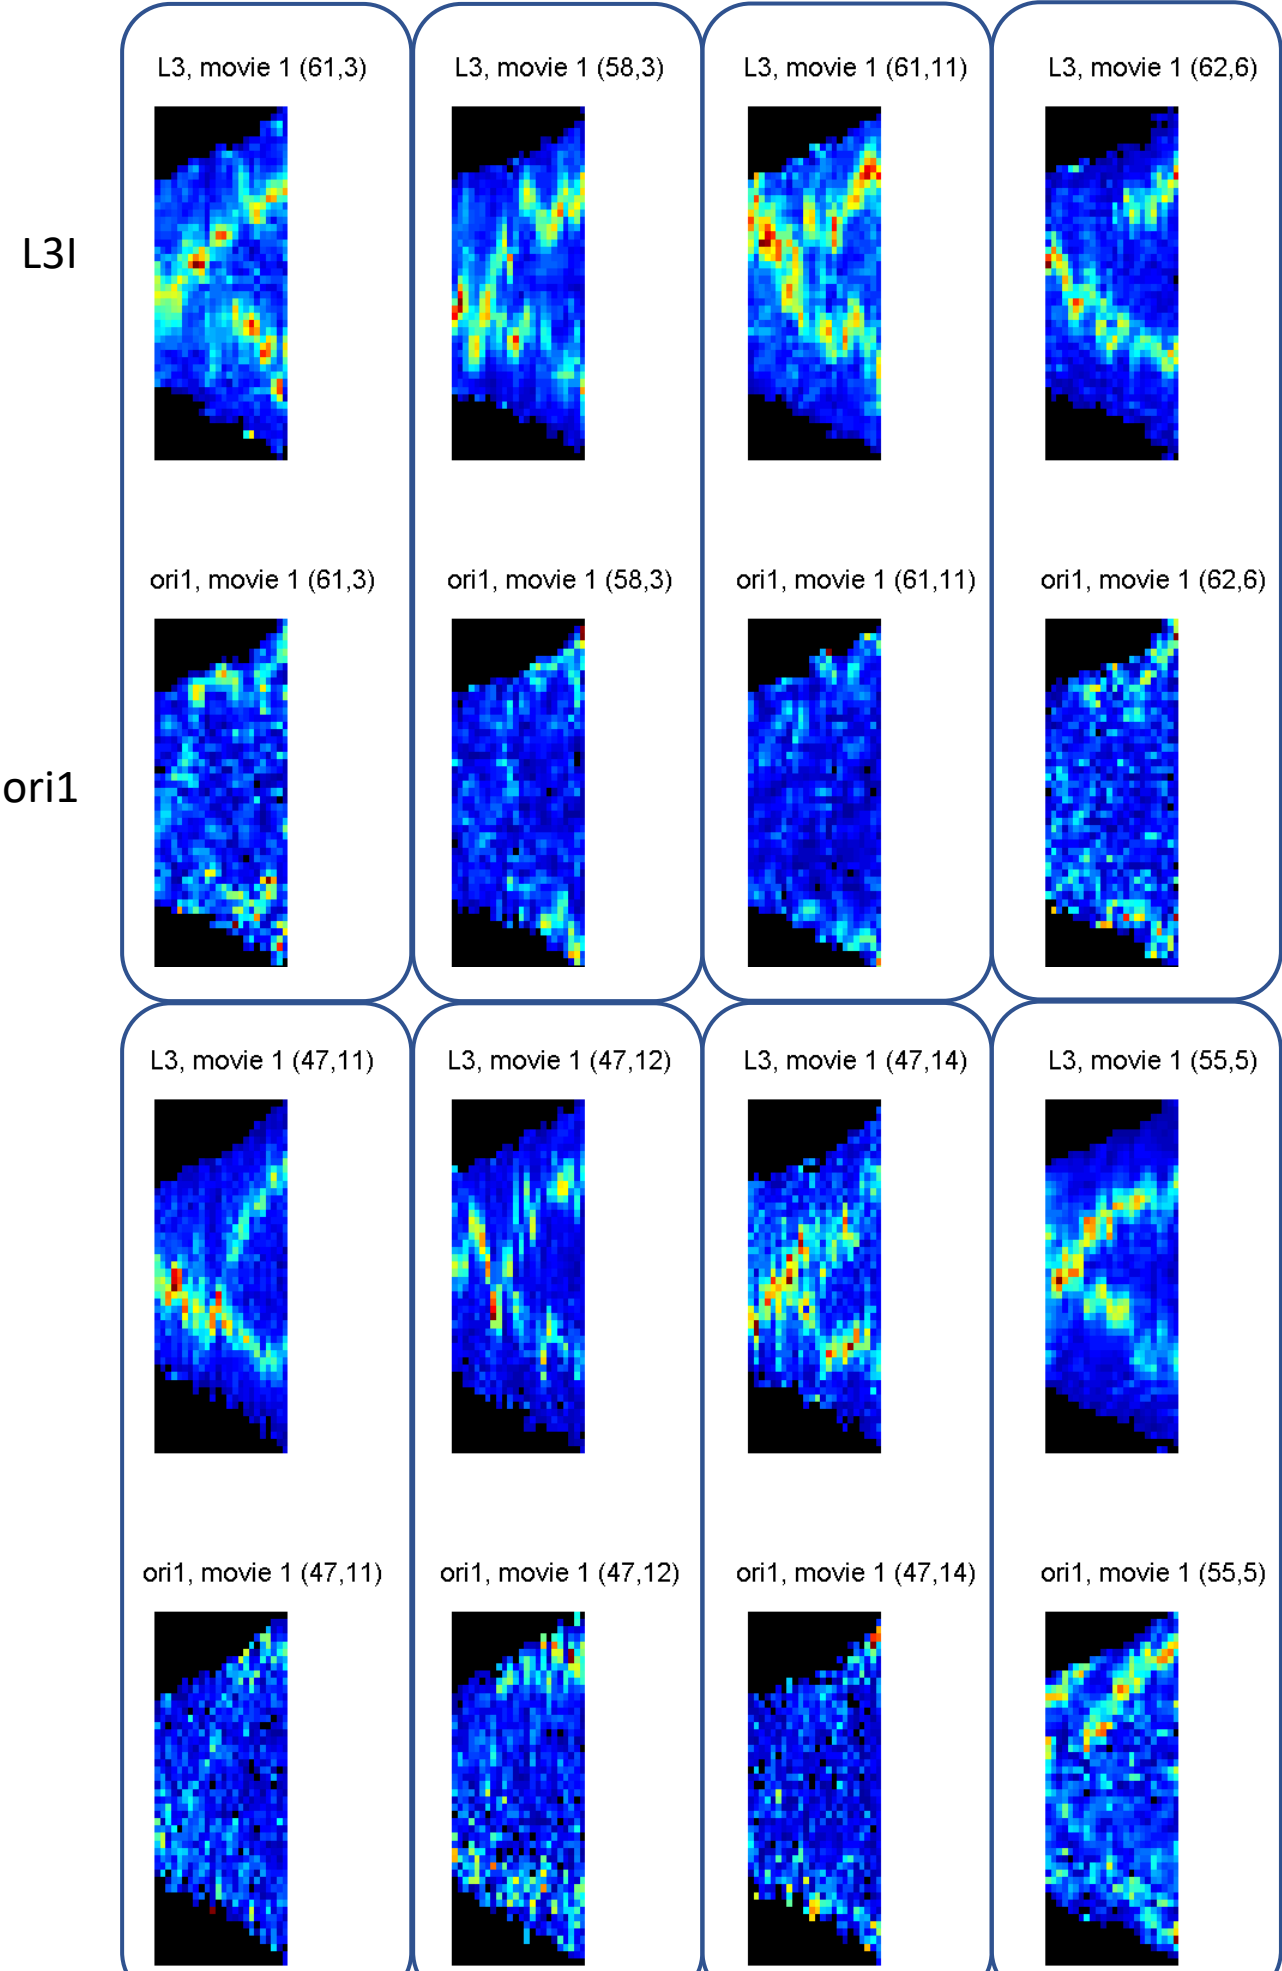 L3, movie 1 (61,3) L3, movie 1 (58,3) L3, movie 1 (61,11) L3, movie 1 (62,6)
L3I
ori1, movie 1 (61,3) ori1, movie 1 (58,3) ori1, movie 1 (61,11) ori1, movie 1 (62,6)
ori1
L3, movie 1 (47,11) L3, movie 1 (47,12) L3, movie 1 (47,14) L3, movie 1 (55,5)
ori1, movie 1 (47,11) ori1, movie 1 (47,12) ori1, movie 1 (47,14) ori1, movie 1 (55,5)